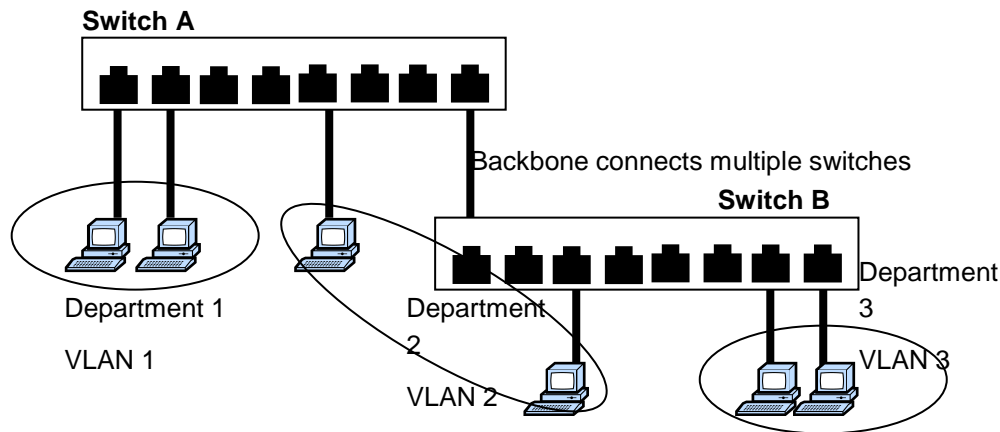 Switch A
Backbone connects multiple switches
Switch B
Department 1
VLAN 1
Department
2
VLAN 2
Department
3
VLAN 3